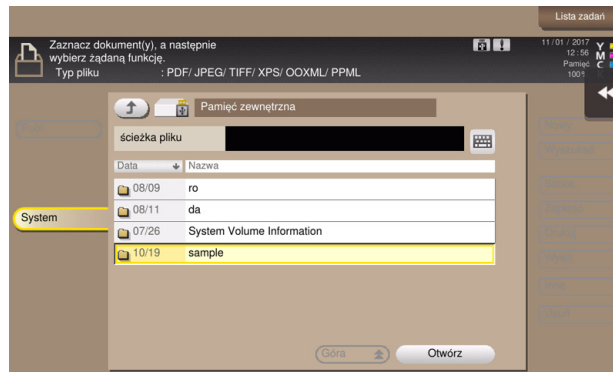 Lista zadań
Zaznacz dokument(y), a następnie
wybierz żądaną funkcję.
Typ pliku : PDF/ JPEG/ TIFF/ XPS/ OOXML/ PPML
11/01 / 2017
12:56
Pamięć
100%
Y
M
C
Pamięć zewnętrzna
ścieżka pliku
Data Nazwa
08/09 ro
08/11 da
System
07/26 System Volume Information
10/19 sample
Góra Otwórz